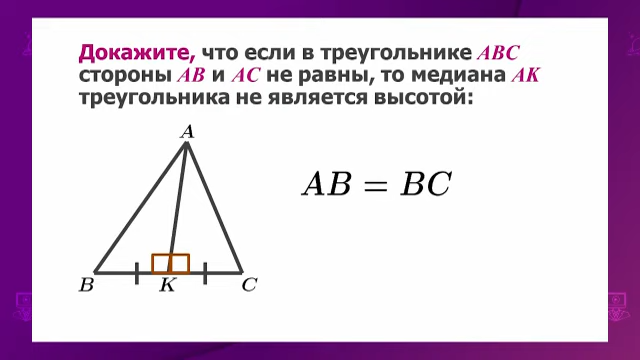 Докажите, что если в треугольнике ABC
стороны AB и AC не равны, то медиана AK
треугольника не является высотой:
A
AB = BC
B K C